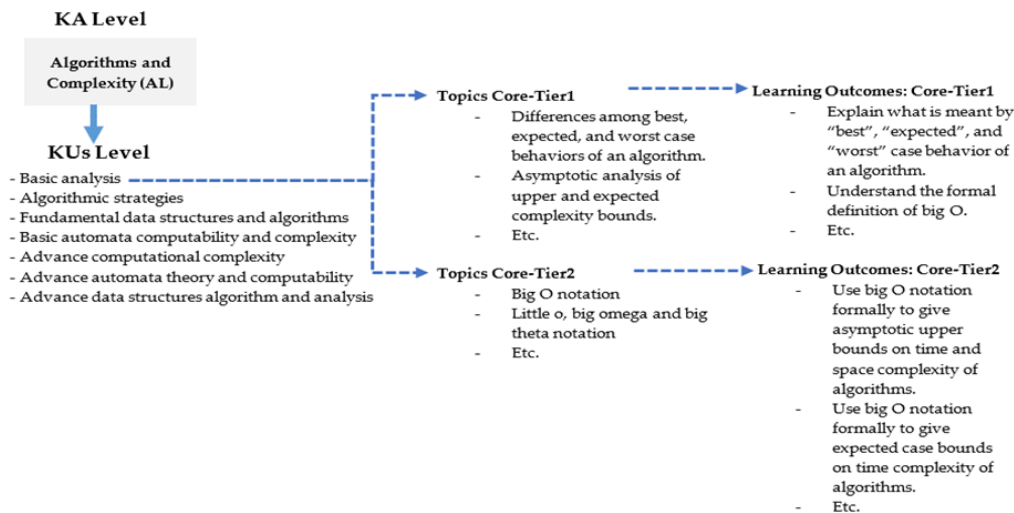 KA Level
Algorithms and
Complexity (AL)
KUs Level
- Basic analysis
- Algorithmic strategies
- Fundamental data structures and algorithms
- Basic automata computability and complexity
- Advance computational complexity
- Advance automata theory and computability
- Advance data structures algorithm and analysis
Topics Core-Tier1
- Differences among best,
expected, and worst case
behaviors of an algorithm.
- Asymptotic analysis of
upper and expected
complexity bounds.
- Etc.
Topics Core-Tier2
- Big O notation
- Little o, big omega and big
theta notation
- Etc.
Learning Outcomes: Core-Tier1
- Explain what is meant by
“best”, “expected”, and
“worst” case behavior of
an algorithm.
- Understand the formal
definition of big O.
- Etc.
Learning Outcomes: Core-Tier2
- Use big O notation
formally to give
asymptotic upper
bounds on time and
space complexity of
algorithms.
- Use big O notation
formally to give
expected case bounds
on time complexity of
algorithms.
- Etc.